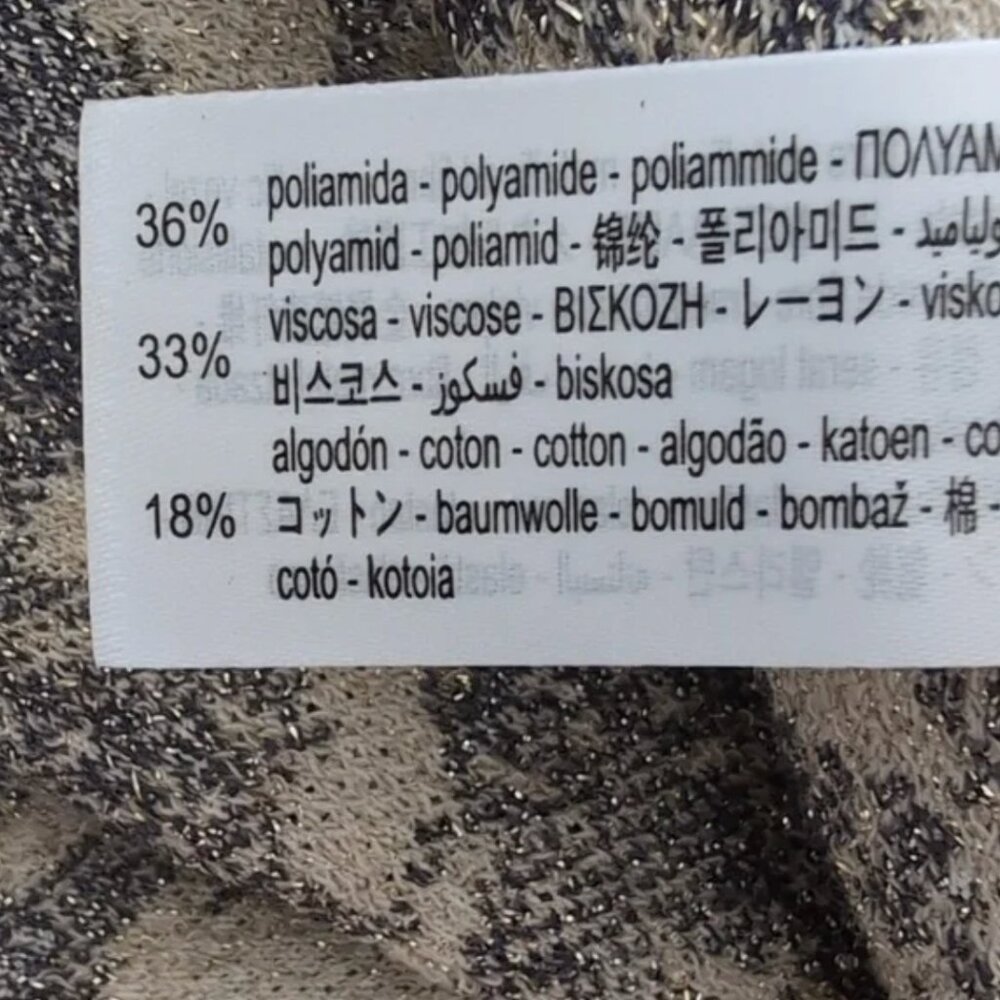 36% poliamida - polyamide - poliammide - ΠΟΛΥΑΜ
polyamid - poliamid - 锦纶 - 폴리아미드 -
33% viscosa - viscose - ΒΙΣΚΟΖΗ - レーヨン - visko
비스코스 - فسكوز - biskosa
algodón - coton - cotton - algodão - katoen - co
18% コットン - baumwolle - bomuld - bombaž - 棉 -
cotó - kotoia